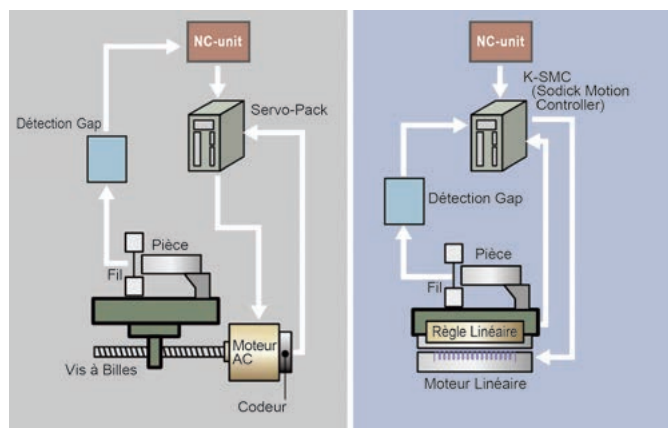 NC-unit
Servo-Pack
Détection Gap
Pièce
Fil
Moteur
AC
Vis à Billes
Codeur
NC-unit
K-SMC
(Sodick Motion
Controller)
Détection Gap
Pièce
Fil
Règle Linéaire
Moteur Linéaire